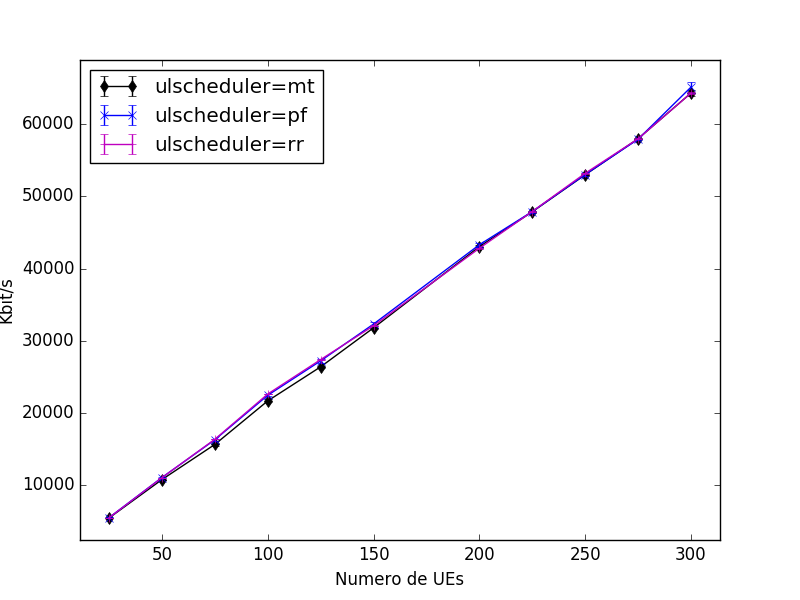 ulscheduler=mt
ulscheduler=pf
ulscheduler=rr
60000
50000
40000
30000
20000
10000
Kbit/s
50 100 150 200 250 300
Numero de UEs